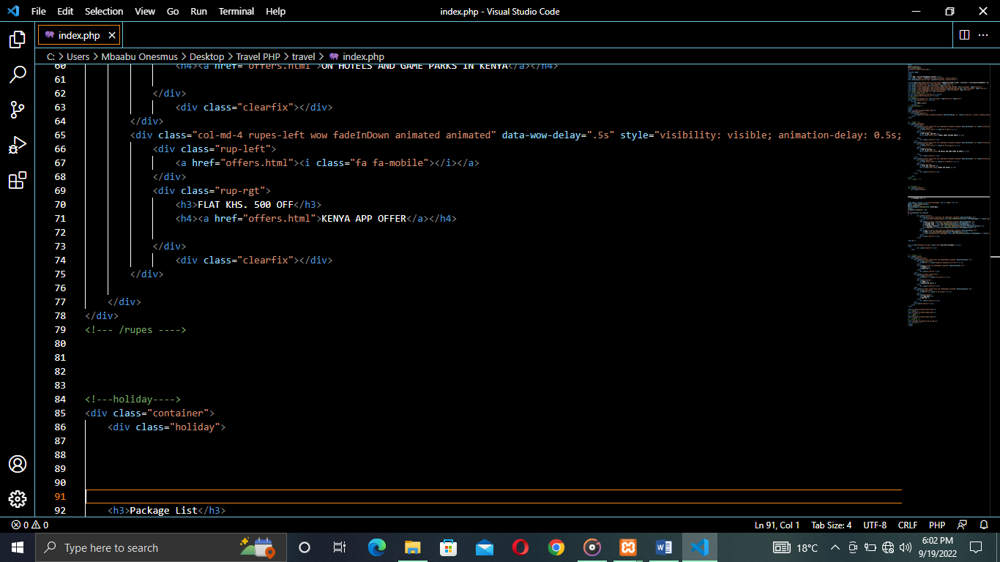 File Edit Selection View Go Run Terminal Help index.php - Visual Studio Code
index.php
C: > Users > Mbaabu Onesmus > Desktop > Travel PHP > travel > index.php
60 <h4><a href="offers.html">ON HOTELS AND GAME PARKS IN KENYA</a></h4>
61
62 </div>
63 <div class="clearfix"></div>
64 </div>
65 <div class="col-md-4 rupes-left wow fadeInDown animated animated" data-wow-delay=".5s" style="visibility: visible; animation-delay: 0.5s;
66 <div class="rup-left">
67 <a href="offers.html"><i class="fa fa-mobile"></i></a>
68 </div>
69 <div class="rup-rgt">
70 <h3>FLAT KHS. 500 OFF</h3>
71 <h4><a href="offers.html">KENYA APP OFFER</a></h4>
72
73 </div>
74 <div class="clearfix"></div>
75 </div>
76
77 </div>
78 </div>
79 <!--- /rupes ---->
80
81
82
83
84 <!---holiday---->
85 <div class="container">
86 <div class="holiday">
87
88
89
90
91
92 <h3>Package List</h3>
0 0 Ln 91, Col 1 Tab Size: 4 UTF-8 CRLF PHP
Type here to search 18°C 6:02 PM
9/19/2022